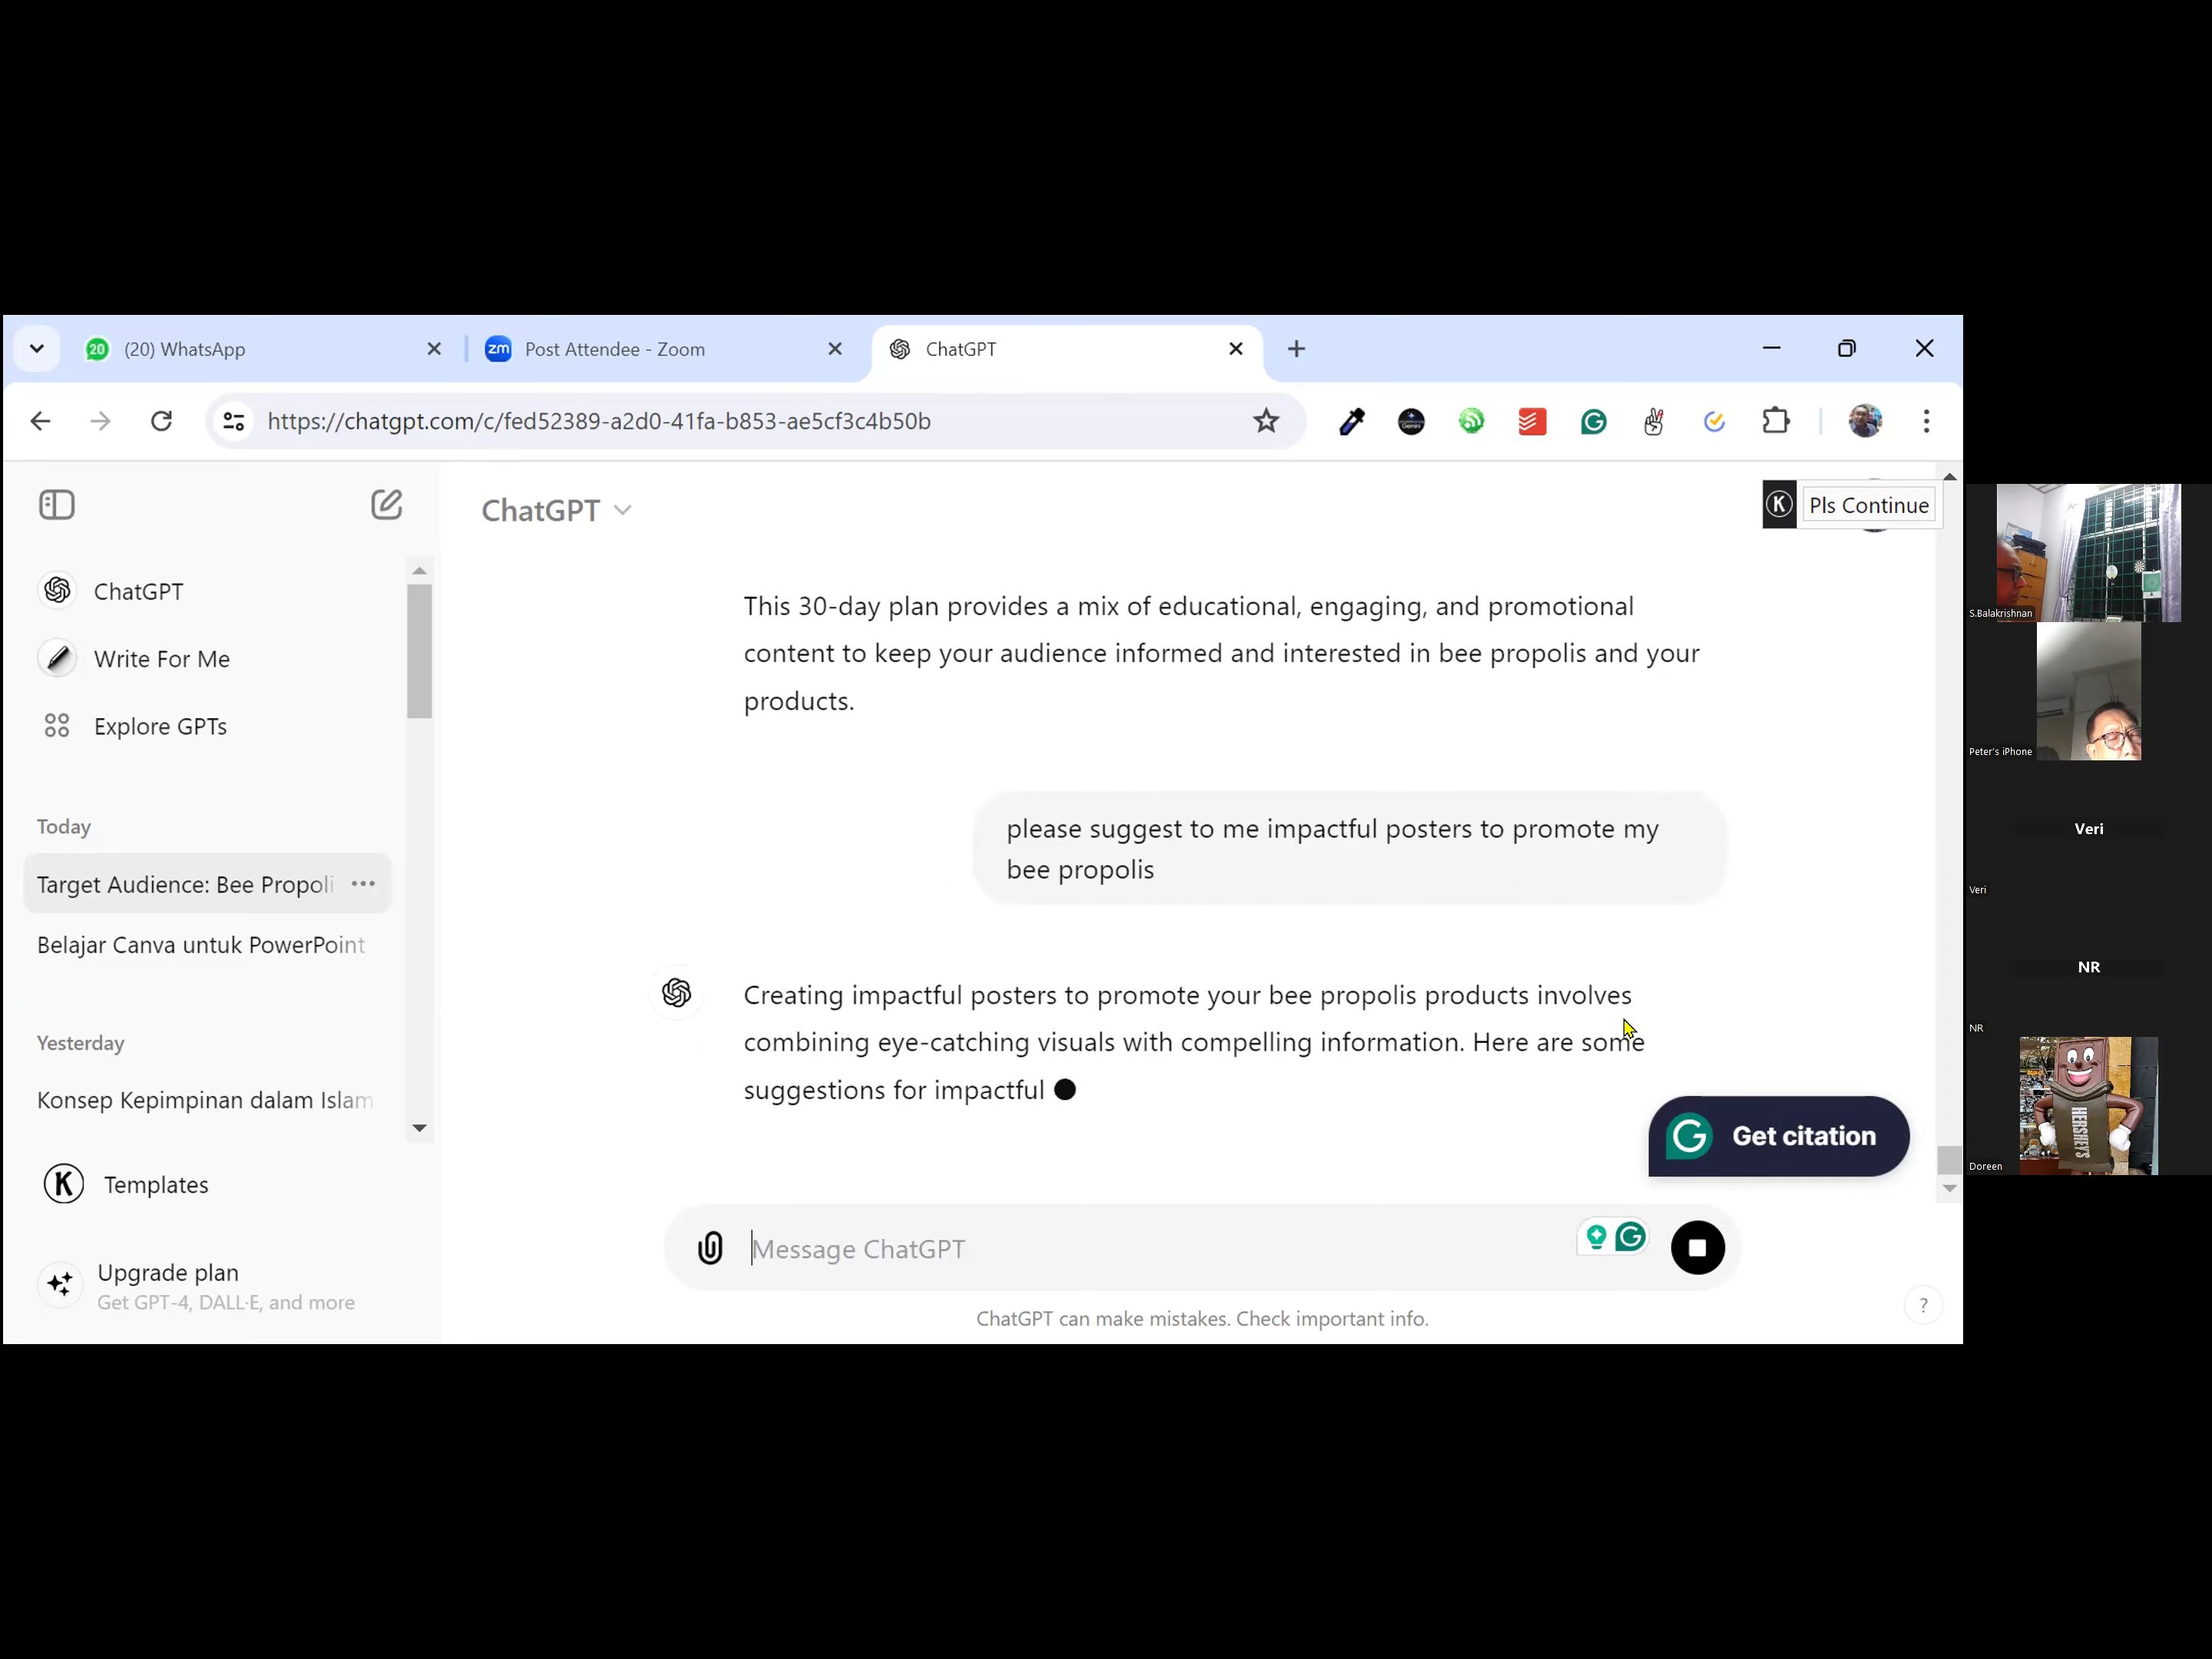 20
(20) WhatsApp
zm
Post Attendee - Zoom
ChatGPT
https://chatgpt.com/c/fed52389-a2d0-41fa-b853-ae5cf3c4b50b
Gemini
ChatGPT
Write For Me
Explore GPTs
Today
Target Audience: Bee Propoli
Belajar Canva untuk PowerPoint
Yesterday
Konsep Kepimpinan dalam Islam
K
Templates
Upgrade plan
Get GPT-4, DALL·E, and more
ChatGPT
K
Pls Continue
This 30-day plan provides a mix of educational, engaging, and promotional
content to keep your audience informed and interested in bee propolis and your
products.
please suggest to me impactful posters to promote my
bee propolis
Creating impactful posters to promote your bee propolis products involves
combining eye-catching visuals with compelling information. Here are some
suggestions for impactful
G Get citation
Message ChatGPT
G
ChatGPT can make mistakes. Check important info.
?
S.Balakrishnan
Peter's iPhone
Veri
Veri
NR
NR
HERSHEY'S
Doreen